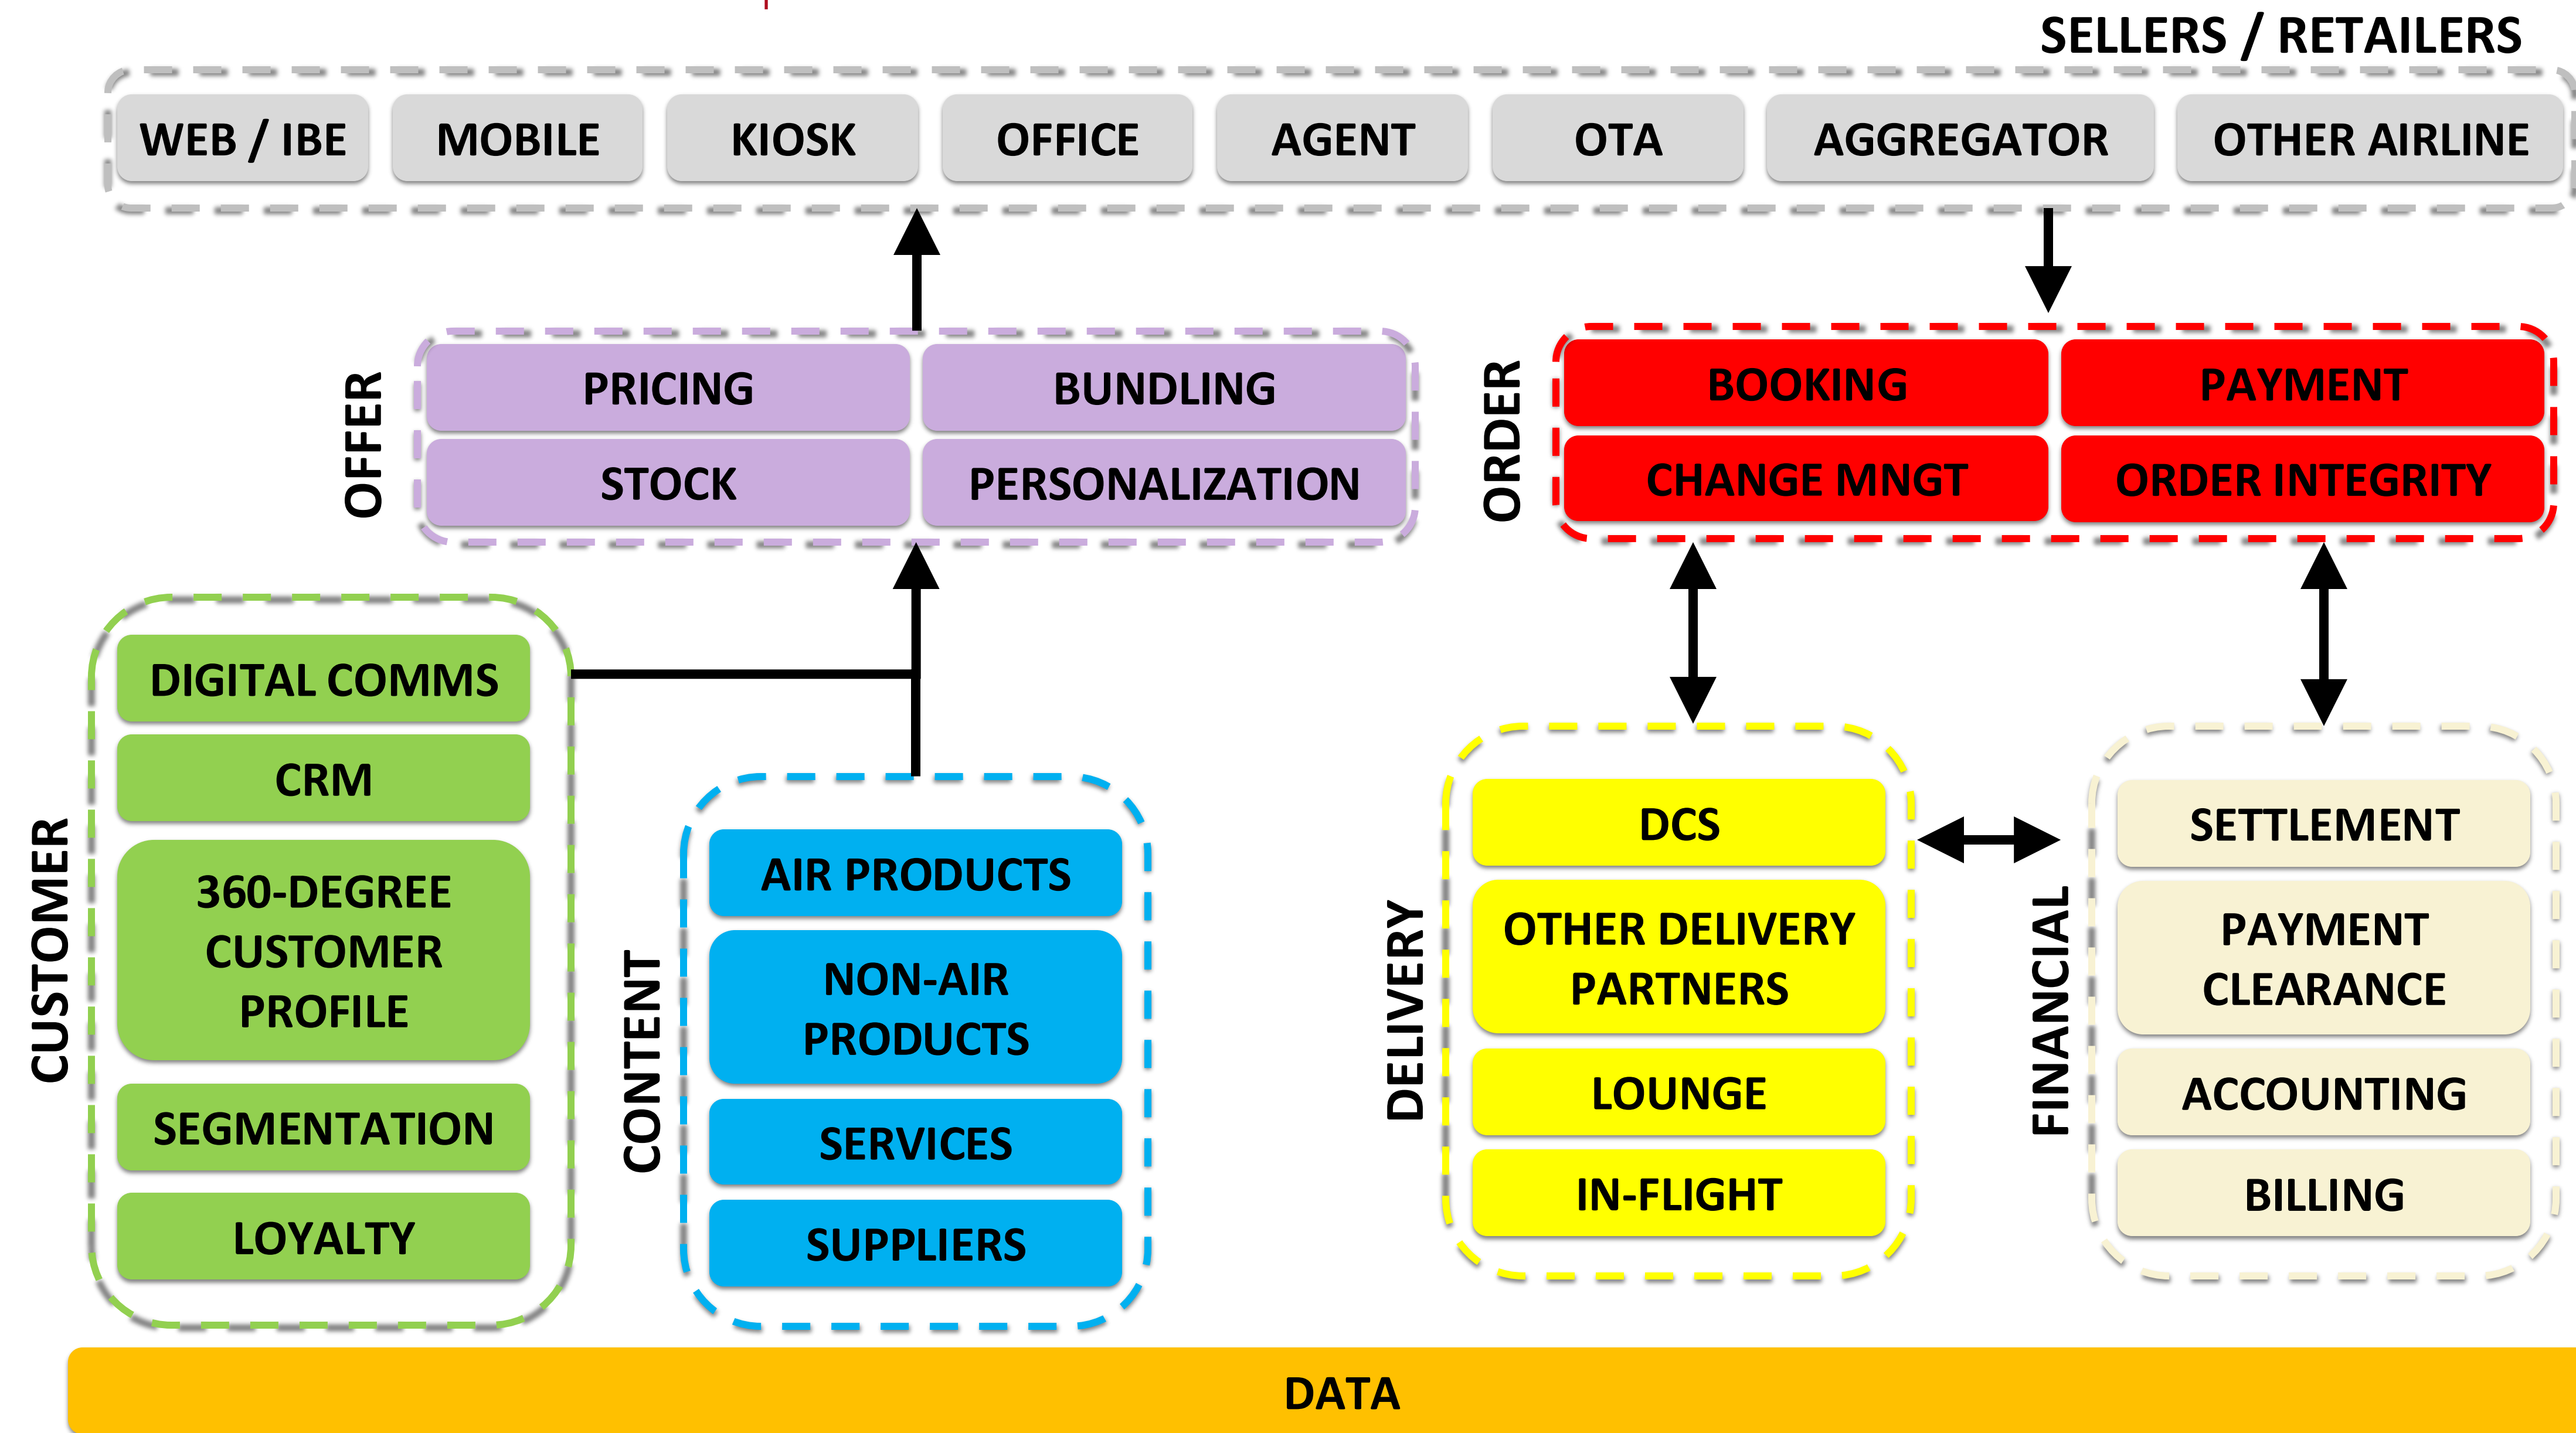 SELLERS / RETAILERS
WEB / IBE
MOBILE
KIOSK
OFFICE
AGENT
OTA
AGGREGATOR
OTHER AIRLINE
OFFER
PRICING
BUNDLING
STOCK
PERSONALIZATION
ORDER
BOOKING
PAYMENT
CHANGE MNGT
ORDER INTEGRITY
CUSTOMER
DIGITAL COMMS
CRM
360-DEGREE
CUSTOMER
PROFILE
SEGMENTATION
LOYALTY
CONTENT
AIR PRODUCTS
NON-AIR
PRODUCTS
SERVICES
SUPPLIERS
DELIVERY
DCS
OTHER DELIVERY
PARTNERS
LOUNGE
IN-FLIGHT
FINANCIAL
SETTLEMENT
PAYMENT
CLEARANCE
ACCOUNTING
BILLING
DATA